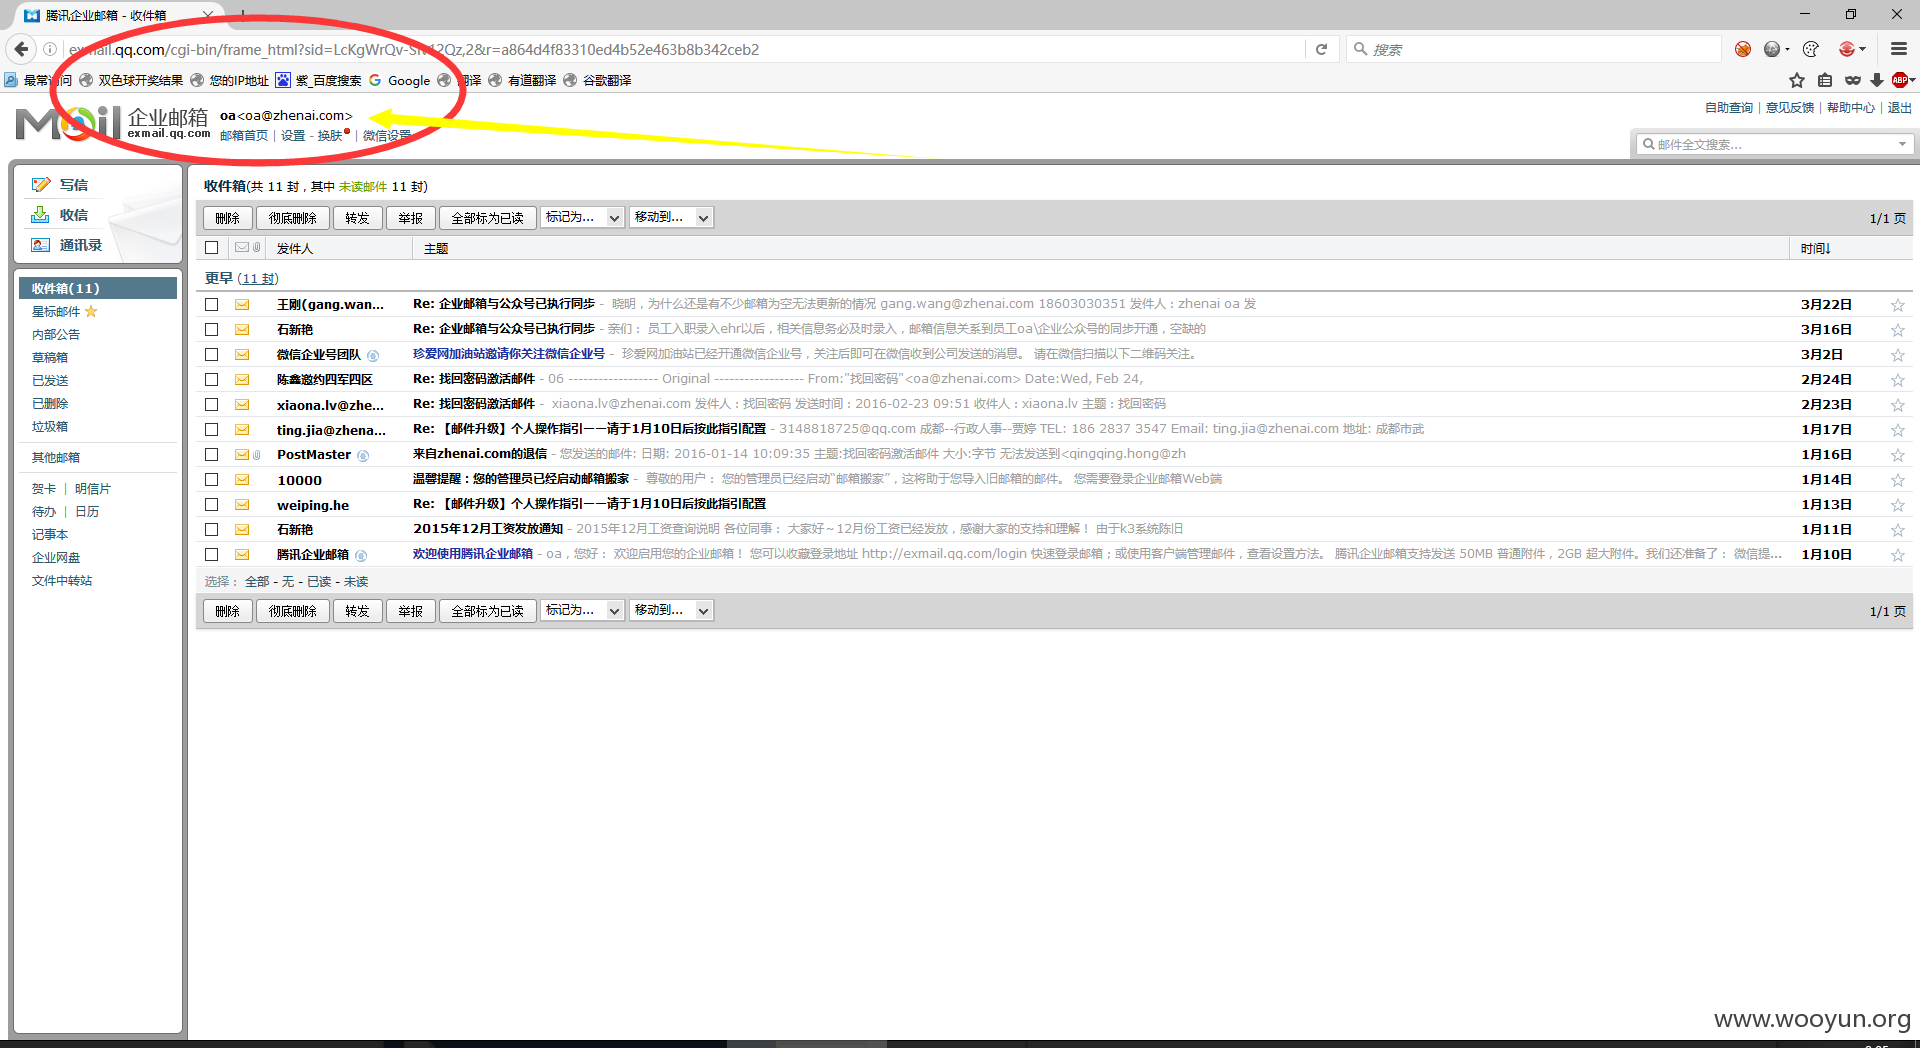 腾讯企业邮箱 - 收件箱
exmail.qq.com/cgi-bin/frame_html?sid=LcKgWrQv-SN12Qz,2&r=a864d4f83310ed4b52e463b8b342ceb2
搜索
最常访问 双色球开奖结果 您的IP地址 紫_百度搜索 Google 翻译 有道翻译 谷歌翻译
ABP
Mail 企业邮箱 exmail.qq.com
oa<oa@zhenai.com>
邮箱首页 | 设置 - 换肤 | 微信设置
自助查询 | 意见反馈 | 帮助中心 | 退出
邮件全文搜索...
写信
收信
通讯录
收件箱(11)
星标邮件
内部公告
草稿箱
已发送
已删除
垃圾箱
其他邮箱
贺卡 | 明信片
待办 | 日历
记事本
企业网盘
文件中转站
收件箱(共 11 封，其中 未读邮件 11 封)
删除 彻底删除 转发 举报 全部标为已读 标记为... 移动到... 1/1 页
发件人 主题 时间↓
更早 (11 封)
王刚(gang.wan... Re: 企业邮箱与公众号已执行同步 - 晓明，为什么还是有不少邮箱为空无法更新的情况 gang.wang@zhenai.com 18603030351 发件人：zhenai oa 发 3月22日
石新艳 Re: 企业邮箱与公众号已执行同步 - 亲们： 员工入职录入ehr以后，相关信息务必及时录入，邮箱信息关系到员工oa\企业公众号的同步开通，空缺的 3月16日
微信企业号团队 珍爱网加油站邀请你关注微信企业号 - 珍爱网加油站已经开通微信企业号，关注后即可在微信收到公司发送的消息。 请在微信扫描以下二维码关注。 3月2日
陈鑫邀约四军四区 Re: 找回密码激活邮件 - 06 ------------------ Original ------------------ From:"找回密码"<oa@zhenai.com> Date:Wed, Feb 24, 2月24日
xiaona.lv@zhe... Re: 找回密码激活邮件 - xiaona.lv@zhenai.com 发件人：找回密码 发送时间：2016-02-23 09:51 收件人：xiaona.lv 主题：找回密码 2月23日
ting.jia@zhena... Re: 【邮件升级】个人操作指引——请于1月10日后按此指引配置 - 3148818725@qq.com 成都--行政人事--贾婷 TEL: 186 2837 3547 Email: ting.jia@zhenai.com 地址: 成都市武 1月17日
PostMaster 来自zhenai.com的退信 - 您发送的邮件: 日期: 2016-01-14 10:09:35 主题:找回密码激活邮件 大小:字节 无法发送到<qingqing.hong@zh 1月16日
10000 温馨提醒：您的管理员已经启动邮箱搬家 - 尊敬的用户： 您的管理员已经启动“邮箱搬家”，这将助于您导入旧邮箱的邮件。 您需要登录企业邮箱Web端 1月14日
weiping.he Re: 【邮件升级】个人操作指引——请于1月10日后按此指引配置 1月13日
石新艳 2015年12月工资发放通知 - 2015年12月工资查询说明 各位同事： 大家好～12月份工资已经发放，感谢大家的支持和理解！ 由于k3系统陈旧 1月11日
腾讯企业邮箱 欢迎使用腾讯企业邮箱 - oa，您好： 欢迎启用您的企业邮箱！ 您可以收藏登录地址 http://exmail.qq.com/login 快速登录邮箱；或使用客户端管理邮件，查看设置方法。 腾讯企业邮箱支持发送 50MB 普通附件，2GB 超大附件。我们还准备了： 微信提... 1月10日
选择： 全部 - 无 - 已读 - 未读
删除 彻底删除 转发 举报 全部标为已读 标记为... 移动到... 1/1 页
www.wooyun.org